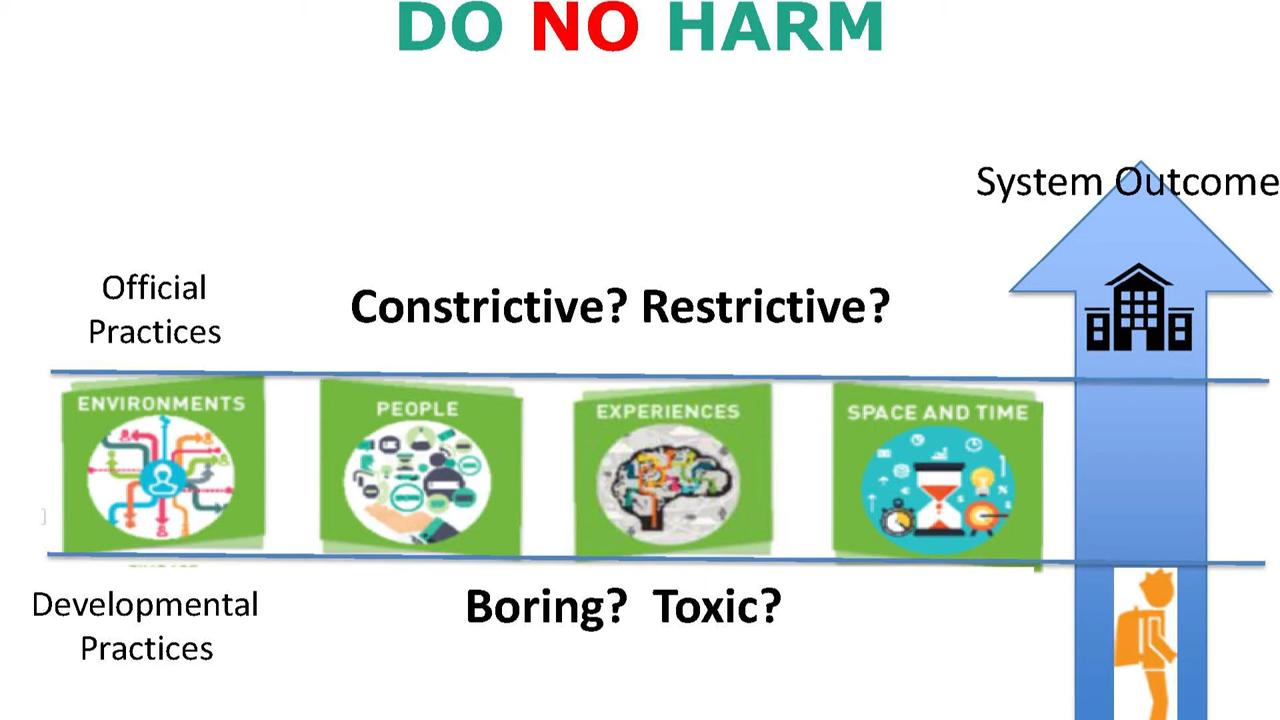 DO NO HARM
System Outcome
Official
Practices
Constrictive? Restrictive?
ENVIRONMENTS
PEOPLE
EXPERIENCES
SPACE AND TIME
Developmental
Practices
Boring? Toxic?